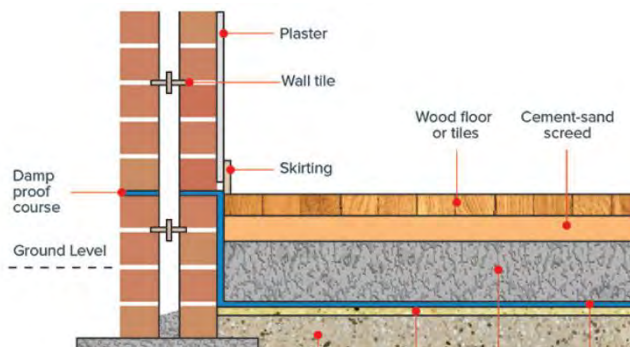 Plaster
Wall tile
Wood floor
or tiles
Cement-sand
screed
Skirting
Damp
proof
course
Ground Level